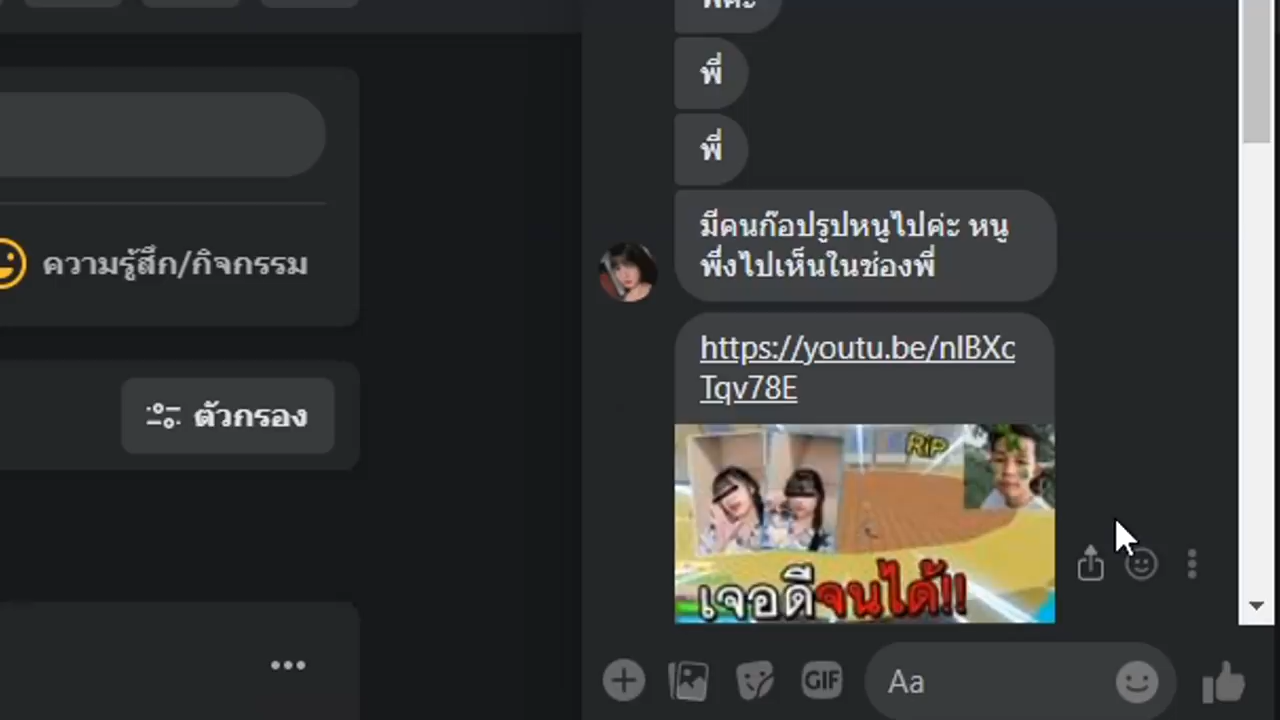 พี่ค่ะ
พี่
พี่
มีคนก๊อปรูปหนูไปค่ะ หนู
พึ่งไปเห็นในช่องพี่
ความรู้สึก/กิจกรรม
https://youtu.be/nlBXc
Tqv78E
ตัวกรอง
RiP
เจอดีจนได้!!
GIF
Aa